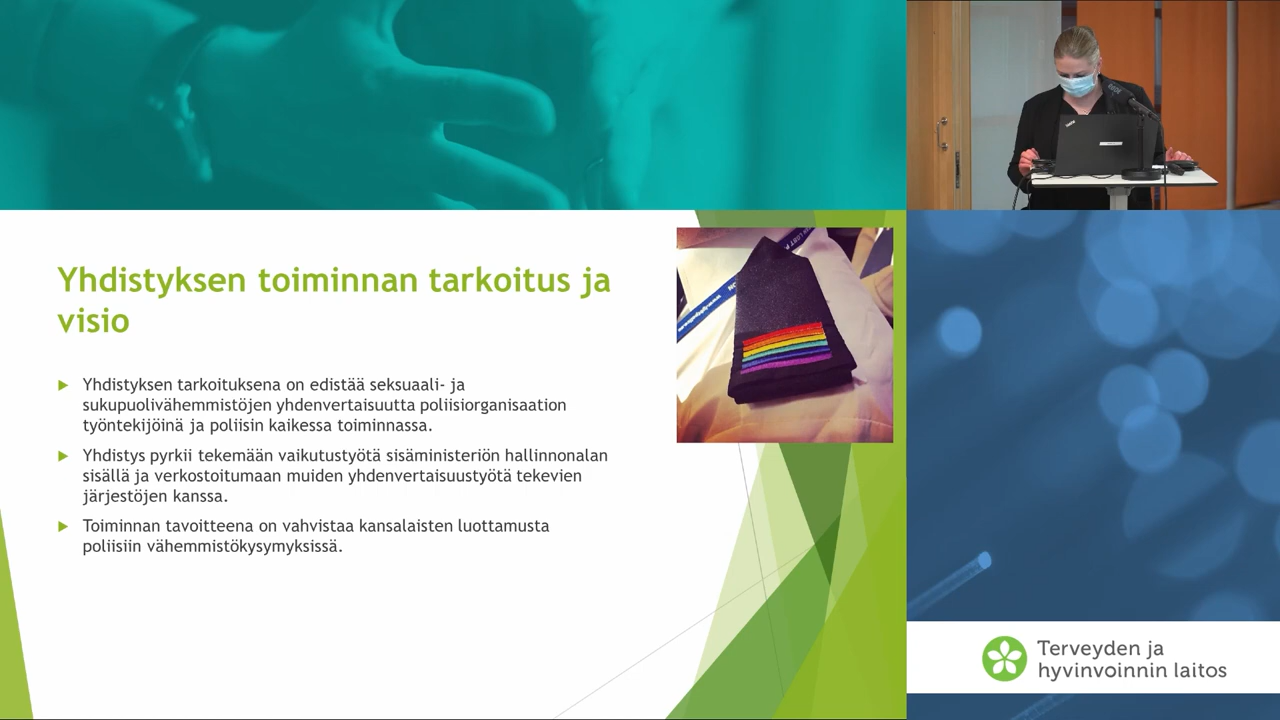 Yhdistyksen toiminnan tarkoitus ja
visio
Yhdistyksen tarkoituksena on edistää seksuaali- ja
sukupuolivähemmistöjen yhdenvertaisuutta poliisiorganisaation
työntekijöinä ja poliisin kaikessa toiminnassa.
Yhdistys pyrkii tekemään vaikutustyötä sisäministeriön hallinnonalan
sisällä ja verkostoitumaan muiden yhdenvertaisuustyötä tekevien
järjestöjen kanssa.
Toiminnan tavoitteena on vahvistaa kansalaisten luottamusta
poliisiin vähemmistökysymyksissä.
Terveyden ja
hyvinvoinnin laitos